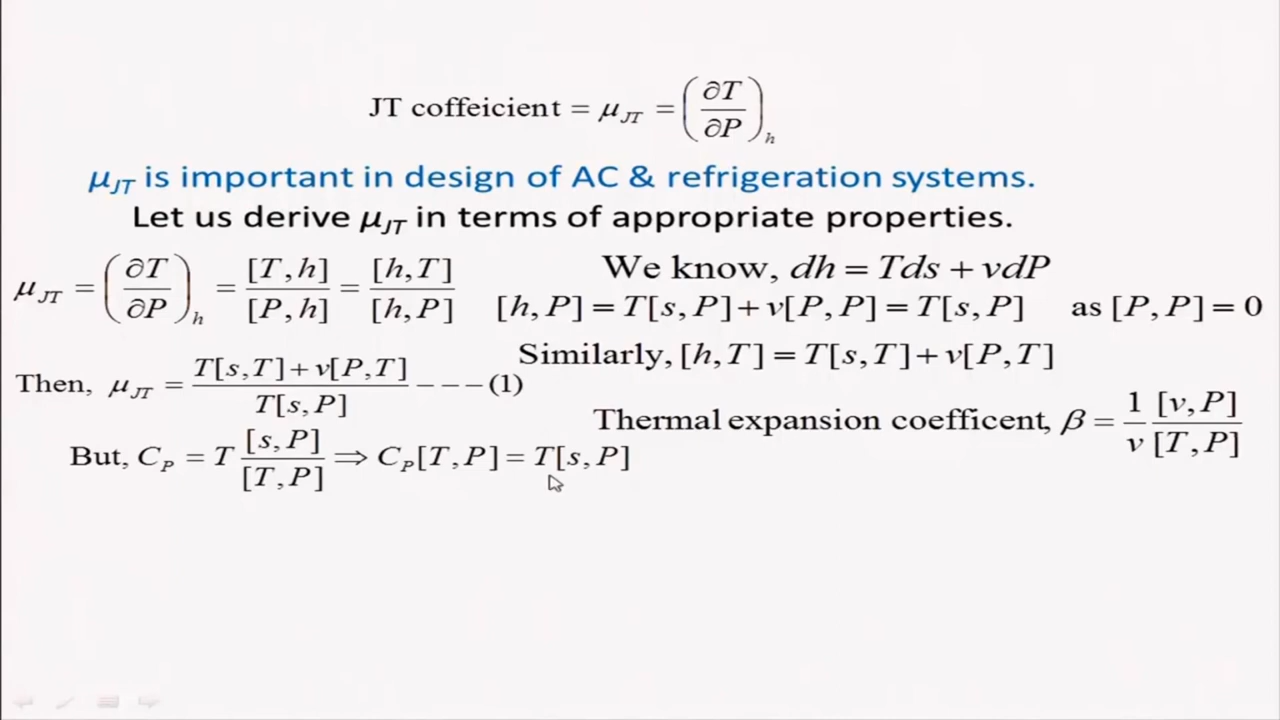 JT coffeicient = μ_JT = (∂T/∂P)_h
μ_JT is important in design of AC & refrigeration systems.
Let us derive μ_JT in terms of appropriate properties.
μ_JT = (∂T/∂P)_h = [T,h]/[P,h] = [h,T]/[h,P]
We know, dh = Tds + vdP
[h,P] = T[s,P] + v[P,P] = T[s,P] as [P,P] = 0
Similarly, [h,T] = T[s,T] + v[P,T]
Then, μ_JT = (T[s,T] + v[P,T])/(T[s,P]) ---(1)
Thermal expansion coefficent, β = 1/v [v,P]/[T,P]
But, C_P = T [s,P]/[T,P] ⇒ C_P[T,P] = T[s,P]